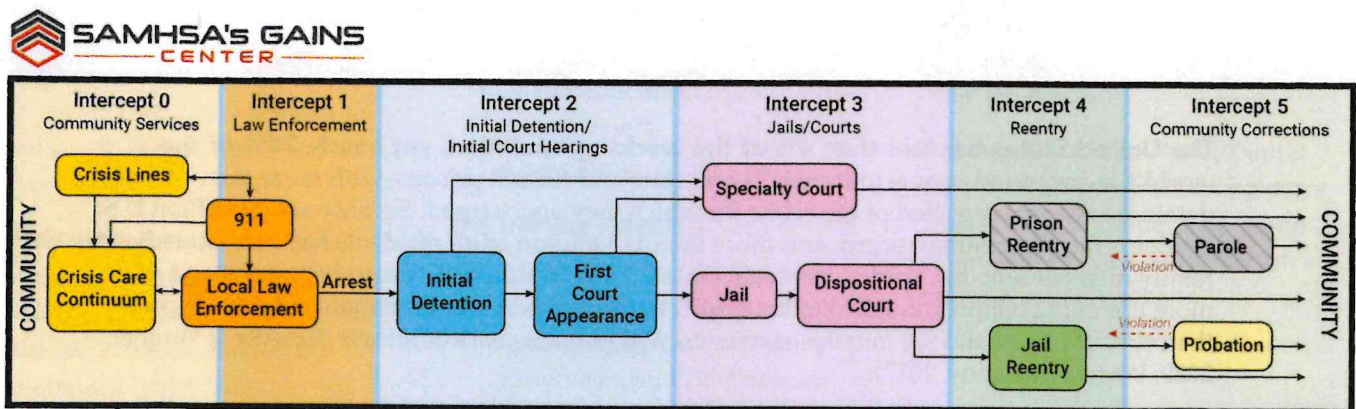 SAMHSA's GAINS
CENTER
Intercept 0
Community Services
Intercept 1
Law Enforcement
Intercept 2
Initial Detention/
Initial Court Hearings
Intercept 3
Jails/Courts
Intercept 4
Reentry
Intercept 5
Community Corrections
COMMUNITY
Crisis Lines
911
Crisis Care
Continuum
Local Law
Enforcement
Arrest
Initial
Detention
First
Court
Appearance
Specialty Court
Jail
Dispositional
Court
Prison
Reentry
Violation
Parole
Jail
Reentry
Violation
Probation
COMMUNITY